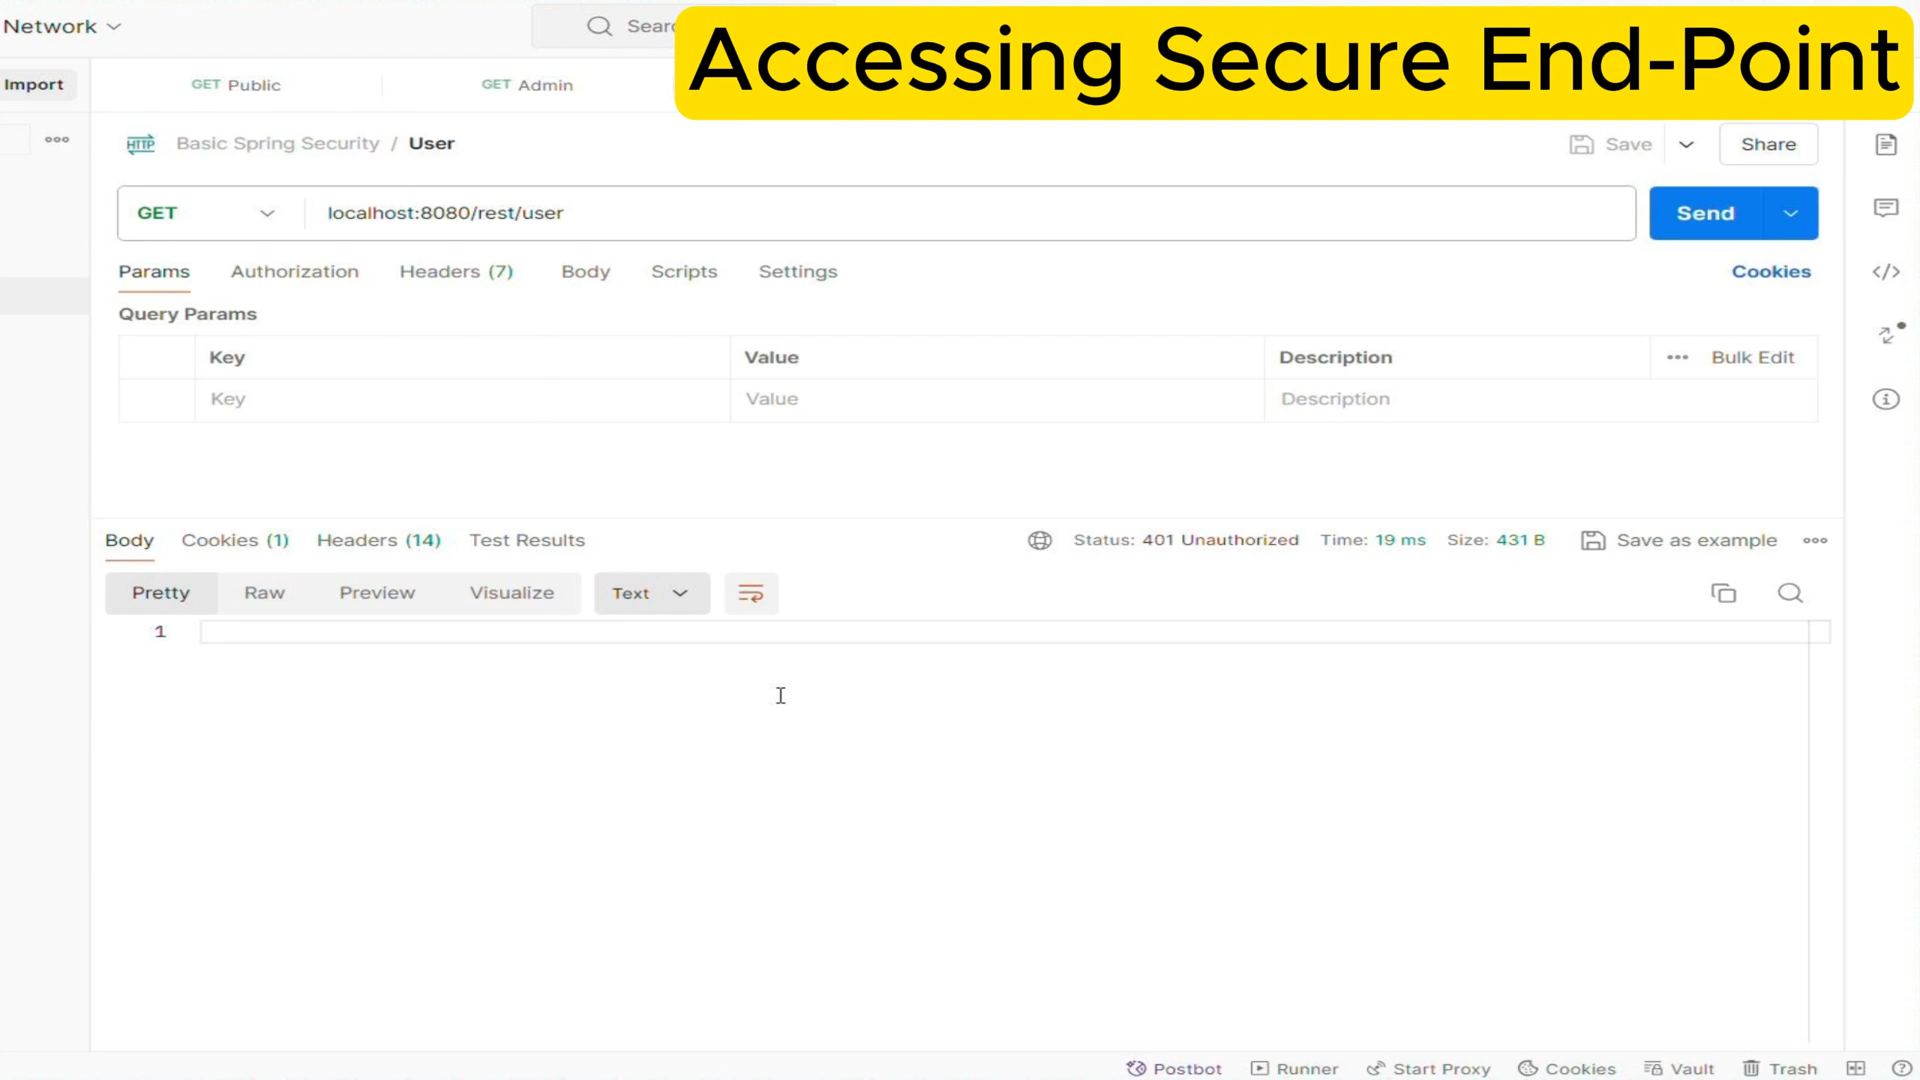 Network
Sear
Accessing Secure End-Point
Import
GET Public
GET Admin
HTTP Basic Spring Security / User
Save
Share
GET
localhost:8080/rest/user
Send
Params Authorization Headers (7) Body Scripts Settings
Cookies
Query Params
Key Value Description Bulk Edit
Key Value Description
Body Cookies (1) Headers (14) Test Results
Status: 401 Unauthorized Time: 19 ms Size: 431 B
Save as example
Pretty Raw Preview Visualize Text
1
Postbot Runner Start Proxy Cookies Vault Trash